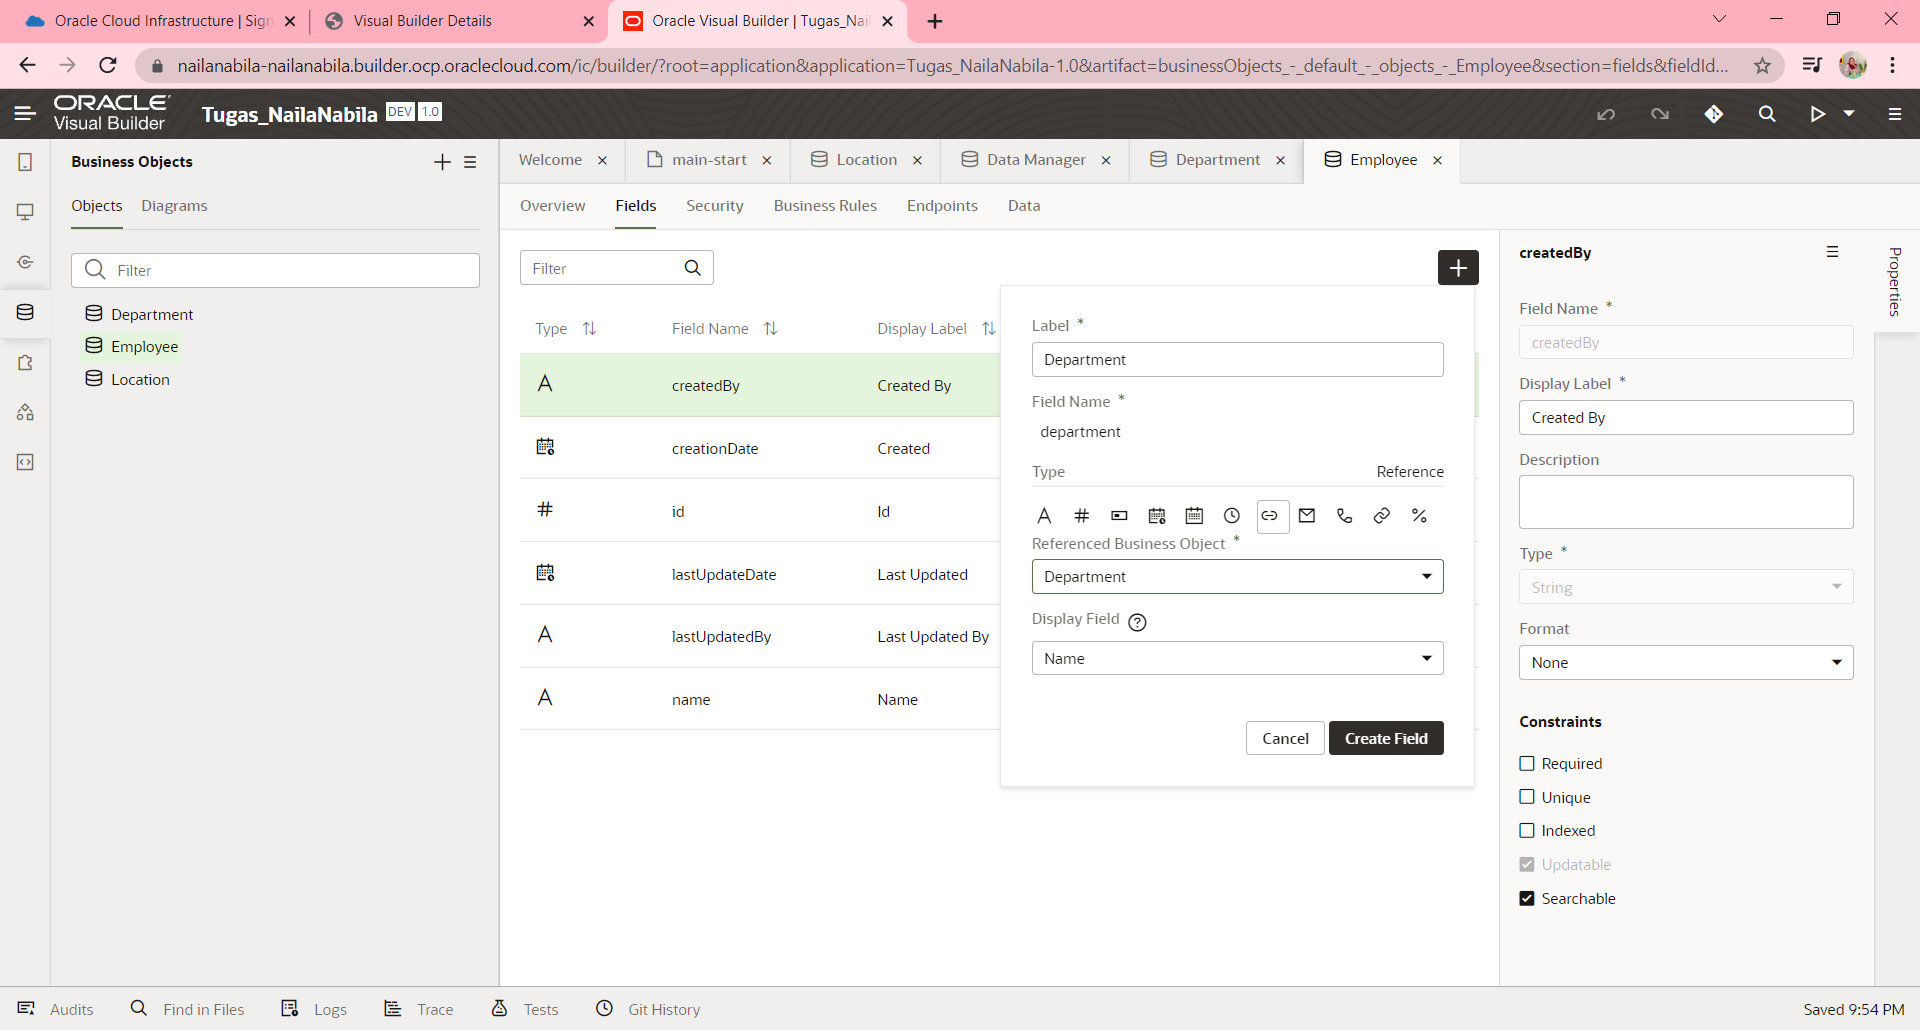 Oracle Cloud Infrastructure | Sign
Visual Builder Details
Oracle Visual Builder | Tugas_Nail
nailanabila-nailanabila.builder.ocp.oraclecloud.com/ic/builder/?root=application&application=Tugas_NailaNabila-1.0&artifact=businessObjects_-_default_-_objects_-_Employee&section=fields&fieldId...
ORACLE
Visual Builder
Tugas_NailaNabila DEV 1.0
Business Objects
Objects Diagrams
Filter
Department
Employee
Location
Welcome main-start Location Data Manager Department Employee
Overview Fields Security Business Rules Endpoints Data
Filter
Type Field Name Display Label
createdBy Created By
creationDate Created
id Id
lastUpdateDate Last Updated
lastUpdatedBy Last Updated By
name Name
Label *
Department
Field Name *
department
Type Reference
Referenced Business Object *
Department
Display Field
Name
Cancel Create Field
createdBy
Field Name *
createdBy
Display Label *
Created By
Description
Type *
String
Format
None
Constraints
Required
Unique
Indexed
Updatable
Searchable
Properties
Audits Find in Files Logs Trace Tests Git History Saved 9:54 PM